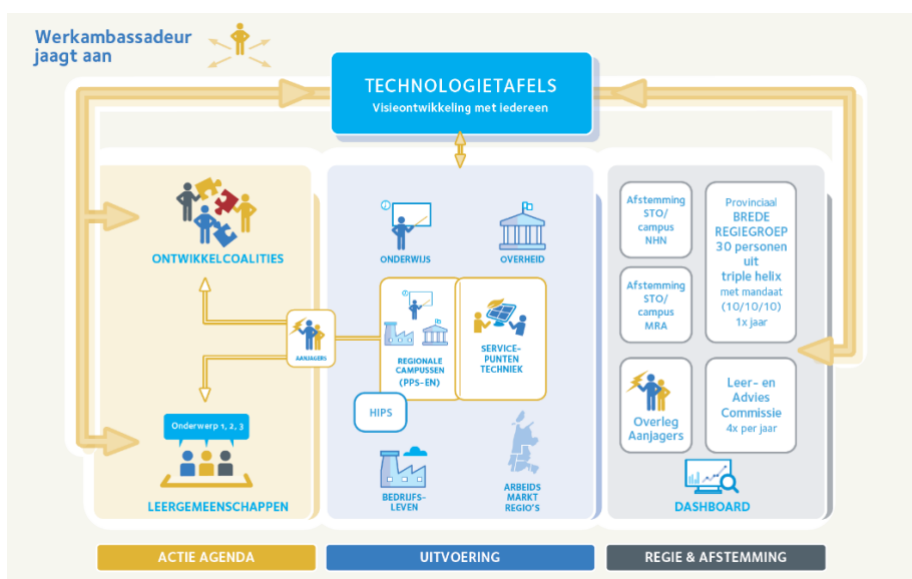 Werkambassadeur
jaagt aan
TECHNOLOGIETAFELS
Visieontwikkeling met iedereen
ONTWIKKELCOALITIES
AANJAGERS
Onderwerp 1, 2, 3
LEERGEMEENSCHAPPEN
ONDERWIJS
OVERHEID
REGIONALE
CAMPUSSEN
(PPS-EN)
SERVICE-
PUNTEN
TECHNIEK
HIPS
BEDRIJFS-
LEVEN
ARBEIDS
MARKT
REGIO'S
Afstemming
STO/
campus
NHN
Afstemming
STO/
campus
MRA
Provinciaal
BREDE
REGIEGROEP
30 personen
uit
triple helix
met mandaat
(10/10/10)
1x jaar
Overleg
Aanjagers
Leer- en
Advies
Commissie
4x per jaar
DASHBOARD
ACTIE AGENDA
UITVOERING
REGIE & AFSTEMMING